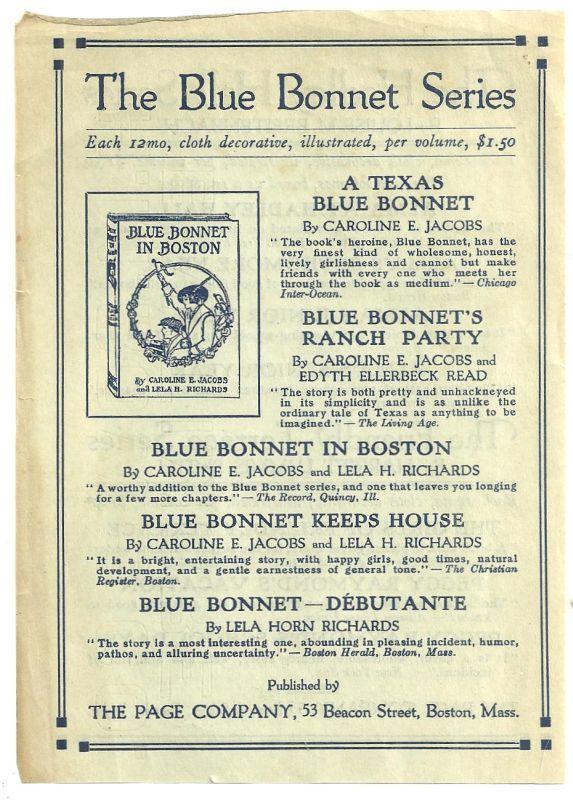 The Blue Bonnet Series
Each 12mo, cloth decorative, illustrated, per volume, $1.50
BLUE BONNET
IN BOSTON
By CAROLINE E. JACOBS
and LELA H. RICHARDS
A TEXAS
BLUE BONNET
By CAROLINE E. JACOBS
"The book's heroine, Blue Bonnet, has the
very finest kind of wholesome, honest,
lively girlishness and cannot but make
friends with every one who meets her
through the book as medium."—Chicago
Inter-Ocean.
BLUE BONNET'S
RANCH PARTY
By CAROLINE E. JACOBS and
EDYTH ELLERBECK READ
"The story is both pretty and unhackneyed
in its simplicity and is as unlike the
ordinary tale of Texas as anything to be
imagined."—The Living Age.
BLUE BONNET IN BOSTON
By CAROLINE E. JACOBS and LELA H. RICHARDS
"A worthy addition to the Blue Bonnet series, and one that leaves you longing
for a few more chapters."—The Record, Quincy, Ill.
BLUE BONNET KEEPS HOUSE
By CAROLINE E. JACOBS and LELA H. RICHARDS
"It is a bright, entertaining story, with happy girls, good times, natural
development, and a gentle earnestness of general tone."—The Christian
Register, Boston.
BLUE BONNET—DÉBUTANTE
By LELA HORN RICHARDS
"The story is a most interesting one, abounding in pleasing incident, humor,
pathos, and alluring uncertainty."—Boston Herald, Boston, Mass.
Published by
THE PAGE COMPANY, 53 Beacon Street, Boston, Mass.